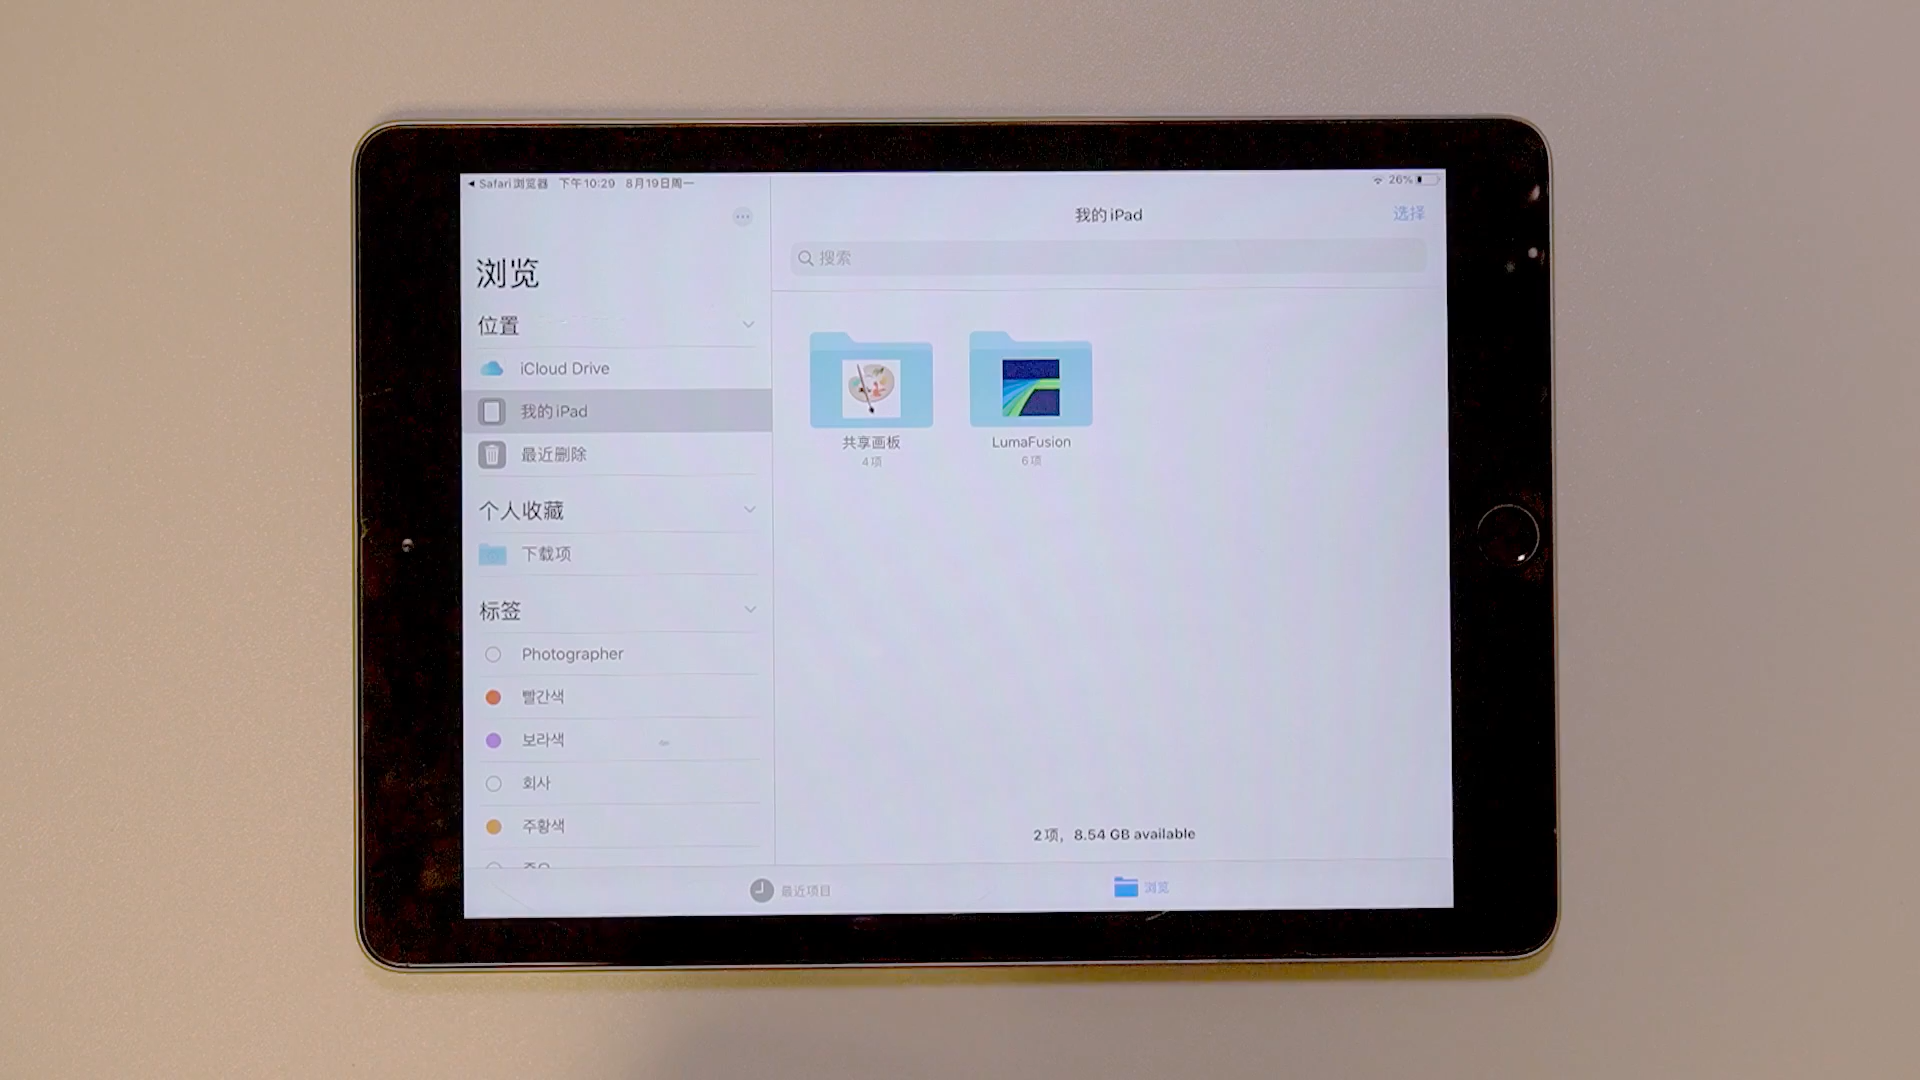 Safari浏览器 下午10:29 8月19日周一
26%
浏览
位置
iCloud Drive
我的 iPad
最近删除
个人收藏
下载项
标签
Photographer
빨간색
보라색
회사
주황색
我的 iPad
选择
搜索
共享画板
4项
LumaFusion
6项
2项，8.54 GB available
最近项目
浏览